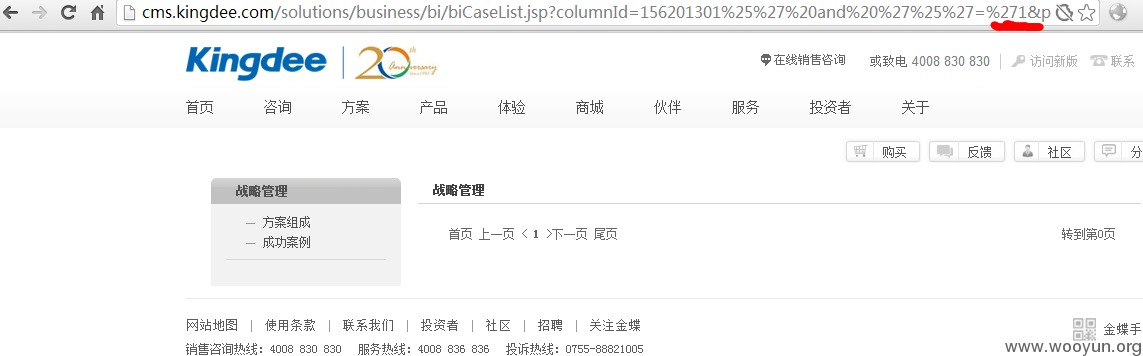 cms.kingdee.com/solutions/business/bi/biCaseList.jsp?columnId=156201301%25%27%20and%20%27%25%27=%271&p
Kingdee 20th Anniversary
在线销售咨询 或致电 4008 830 830 访问新版 联系
首页 咨询 方案 产品 体验 商城 伙伴 服务 投资者 关于
购买 反馈 社区 分
战略管理 战略管理
— 方案组成
首页 上一页 < 1 >下一页 尾页 转到第0页
— 成功案例
网站地图 | 使用条款 | 联系我们 | 投资者 | 社区 | 招聘 | 关注金蝶
金蝶手
销售咨询热线：4008 830 830 服务热线：4008 836 836 投诉热线：0755-88821005
www.wooyun.org